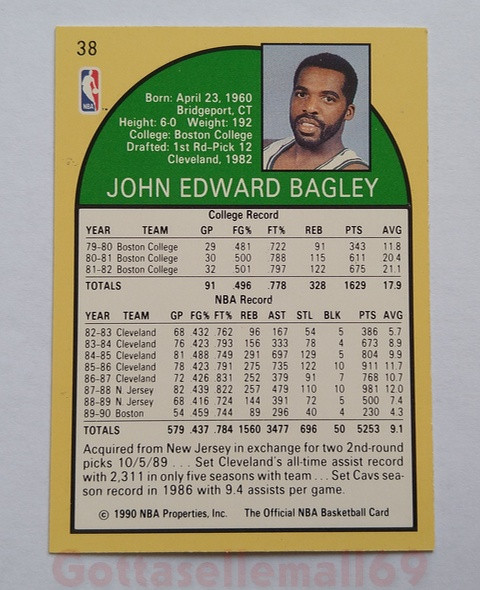 38
NBA
Born: April 23, 1960
Bridgeport, CT
Height: 6-0 Weight: 192
College: Boston College
Drafted: 1st Rd-Pick 12
Cleveland, 1982
JOHN EDWARD BAGLEY
College Record
YEAR TEAM GP FG% FT% REB PTS AVG
79-80 Boston College 29 .481 .722 91 343 11.8
80-81 Boston College 30 .500 .788 115 611 20.4
81-82 Boston College 32 .501 .797 122 675 21.1
TOTALS 91 .496 .778 328 1629 17.9
NBA Record
YEAR TEAM GP FG% FT% REB AST STL BLK PTS AVG
82-83 Cleveland 68 .432 .762 96 167 54 5 386 5.7
83-84 Cleveland 76 .423 .793 156 333 78 4 673 8.9
84-85 Cleveland 81 .488 .749 291 697 129 5 804 9.9
85-86 Cleveland 78 .423 .791 275 735 122 10 911 11.7
86-87 Cleveland 72 .426 .831 252 379 91 7 768 10.7
87-88 N. Jersey 82 .439 .822 257 479 110 10 981 12.0
88-89 N. Jersey 68 .416 .724 144 391 72 5 500 7.4
89-90 Boston 54 .459 .744 89 296 40 4 230 4.3
TOTALS 579 .437 .784 1560 3477 696 50 5253 9.1
Acquired from New Jersey in exchange for two 2nd-round
picks 10/5/89 . . . Set Cleveland's all-time assist record
with 2,311 in only five seasons with team . . . Set Cavs sea-
son record in 1986 with 9.4 assists per game.
© 1990 NBA Properties, Inc. The Official NBA Basketball Card
Gottasellemall69